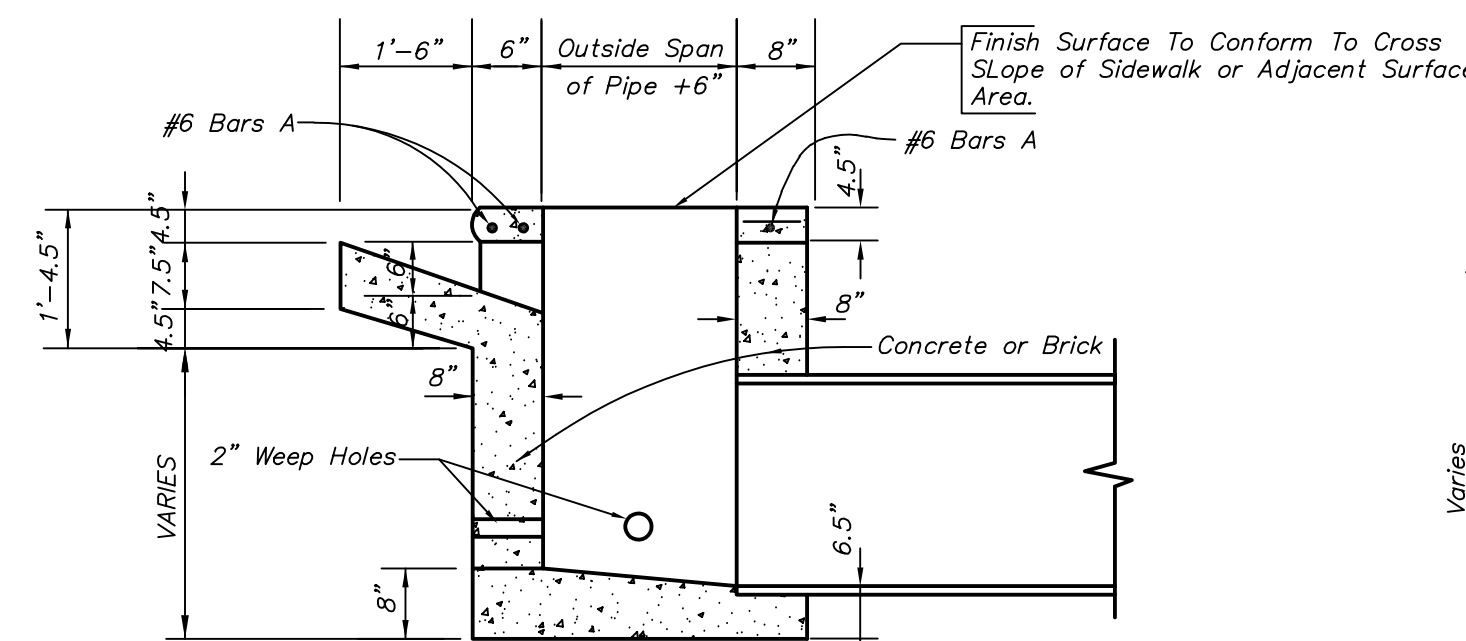 1'-6" 6" Outside Span 8"
of Pipe +6"
Finish Surface To Conform To Cross
SLope of Sidewalk or Adjacent Surface
Area.
#6 Bars A
#6 Bars A
4.5"
4.5"
7.5"
4.5"
1'-4.5"
6"
6"
8"
Concrete or Brick
8"
2" Weep Holes
VARIES
Varies
6.5"
8"